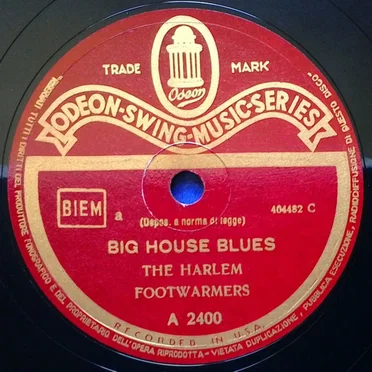 TRADE MARK
Odeon
ODEON-SWING-MUSIC-SERIES
BIEM
a
(Depos. a norma di legge)
404482 C
BIG HOUSE BLUES
THE HARLEM
FOOTWARMERS
A 2400
RECORDED IN U.S.A.
RISERVATI TUTTI I DIRITTI DEL PRODUTTORE FONOGRAFICO E DEL PROPRIETARIO DELL'OPERA RIPRODOTTA - VIETATA DUPLICAZIONE, PUBBLICA ESECUZIONE, RADIODIFFUSIONE DI QUESTO DISCO